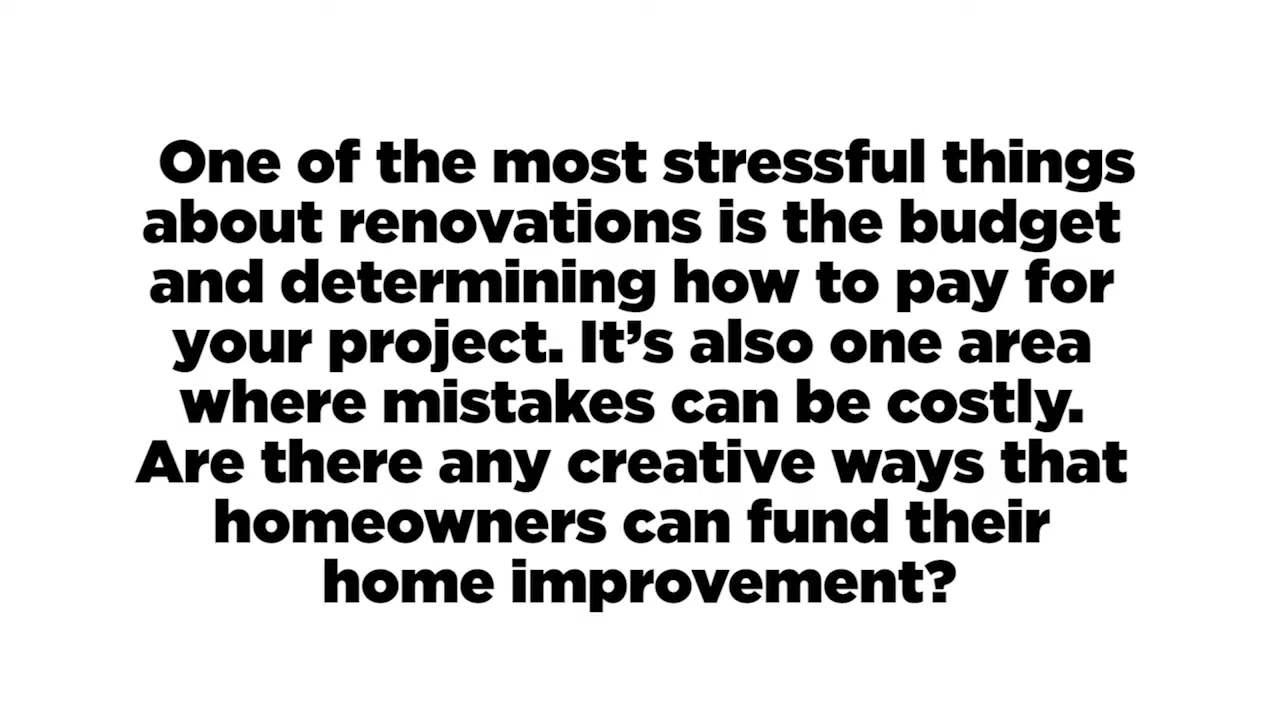 One of the most stressful things
about renovations is the budget
and determining how to pay for
your project. It’s also one area
where mistakes can be costly.
Are there any creative ways that
homeowners can fund their
home improvement?